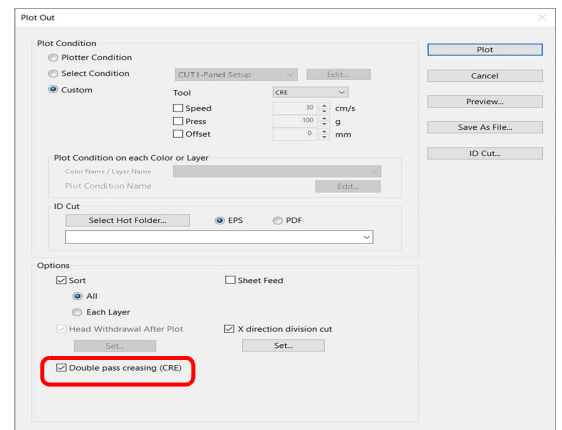 Plot Out
Plot Condition
Plotter Condition
Select Condition CUT1-Panel Setup Edit...
Custom Tool CRE
Speed 30 cm/s
Press 100 g
Offset 0 mm
Plot Condition on each Color or Layer
Color Name / Layer Name
Plot Condition Name Edit...
ID Cut
Select Hot Folder... EPS PDF
Options
Sort Sheet Feed
All
Each Layer
Head Withdrawal After Plot X direction division cut
Set... Set...
Double pass creasing (CRE)
Plot
Cancel
Preview...
Save As File...
ID Cut...